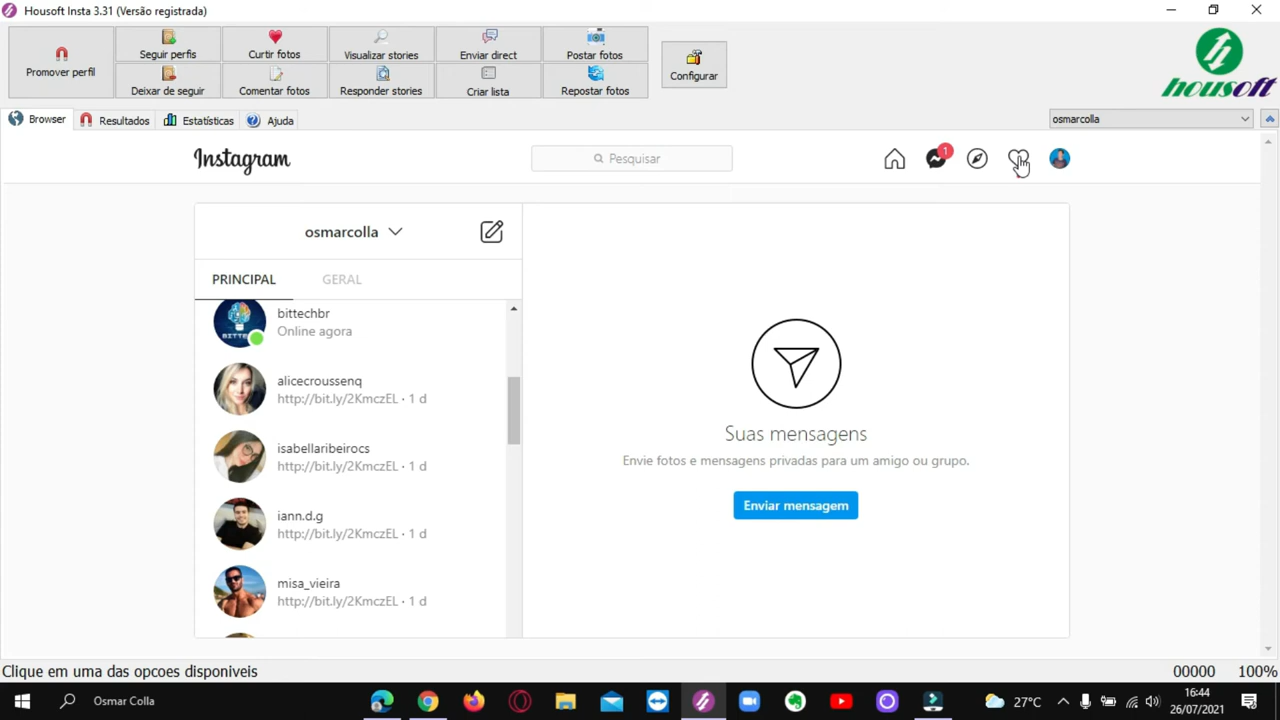 Housoft Insta 3.31 (Versão registrada)
Promover perfil
Seguir perfis
Curtir fotos
Visualizar stories
Enviar direct
Postar fotos
Configurar
Deixar de seguir
Comentar fotos
Responder stories
Criar lista
Repostar fotos
housoft
Browser
Resultados
Estatísticas
Ajuda
osmarcolla
Instagram
Pesquisar
1
osmarcolla
PRINCIPAL
GERAL
bittechbr
Online agora
alicecroussenq
http://bit.ly/2KmczEL · 1 d
isabellaribeirocs
http://bit.ly/2KmczEL · 1 d
iann.d.g
http://bit.ly/2KmczEL · 1 d
misa_vieira
http://bit.ly/2KmczEL · 1 d
Suas mensagens
Envie fotos e mensagens privadas para um amigo ou grupo.
Enviar mensagem
Clique em uma das opcoes disponiveis
00000
100%
Osmar Colla
27°C
16:44
26/07/2021